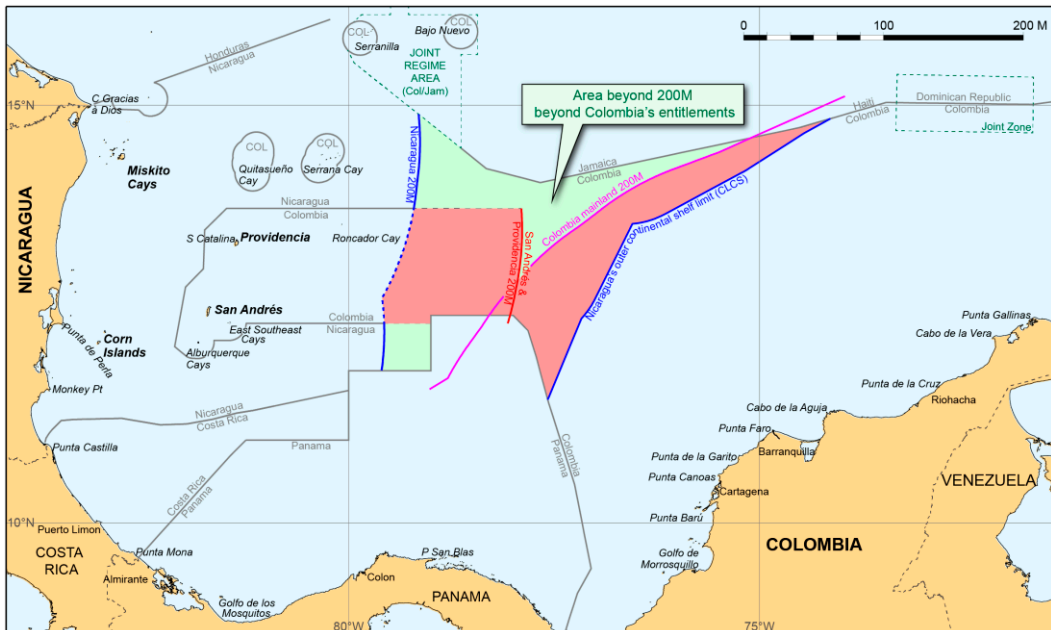 0
100
200 M
COL
Serranilla
COL
Bajo Nuevo
JOINT
REGIME
AREA
(Col/Jam)
Honduras
Nicaragua
C Gracias
á Dios
15°N
Area beyond 200M
beyond Colombia's entitlements
Haiti
Colombia
Dominican Republic
Colombia
Joint Zone
Jamaica
Colombia
Nicaragua 200M
COL
Quitasueño
Cay
COL
Serrana Cay
Miskito
Cays
NICARAGUA
Nicaragua
Colombia
S Catalina
Providencia
Roncador Cay
San Andrés &
Providencia 200M
Colombia mainland 200M
Nicaragua's outer continental shelf limit (CLCS)
San Andrés
Colombia
Nicaragua
East Southeast
Cays
Alburquerque
Cays
Corn
Islands
Punta de Perla
Monkey Pt
Punta Castilla
Nicaragua
Costa Rica
Panama
Costa Rica
Panama
Colombia
Panama
Punta Gallinas
Cabo de la Vera
Punta de la Cruz
Riohacha
Cabo de la Aguja
Punta Faro
Barranquilla
Punta de la Garito
Punta Canoas
Cartagena
Punta Barú
Golfo de
Morrosquillo
VENEZUELA
COLOMBIA
10°N
Puerto Limon
COSTA
RICA
Punta Mona
Almirante
Golfo de los
Mosquitos
Colon
P San Blas
PANAMA
80°W
75°W